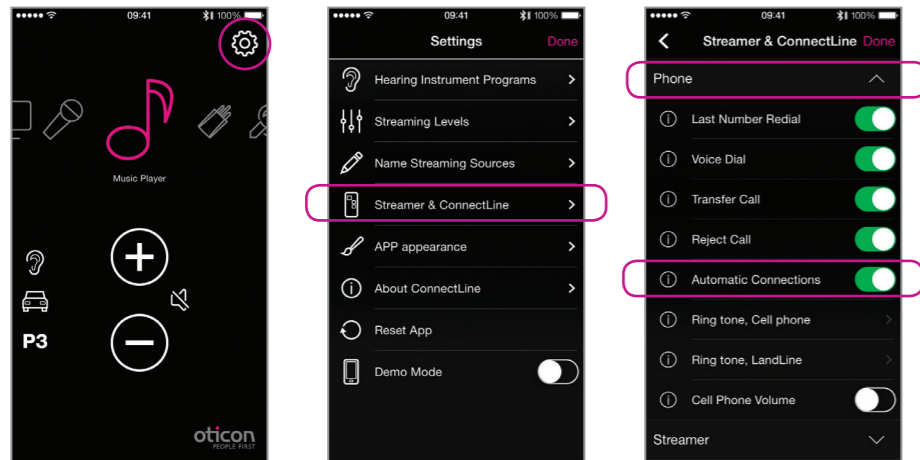 09:41
100%
Music Player
P3
oticon
PEOPLE FIRST
09:41
100%
Settings
Done
Hearing Instrument Programs
Streaming Levels
Name Streaming Sources
Streamer & ConnectLine
APP appearance
About ConnectLine
Reset App
Demo Mode
09:41
100%
Streamer & ConnectLine Done
Phone
Last Number Redial
Voice Dial
Transfer Call
Reject Call
Automatic Connections
Ring tone, Cell phone
Ring tone, LandLine
Cell Phone Volume
Streamer